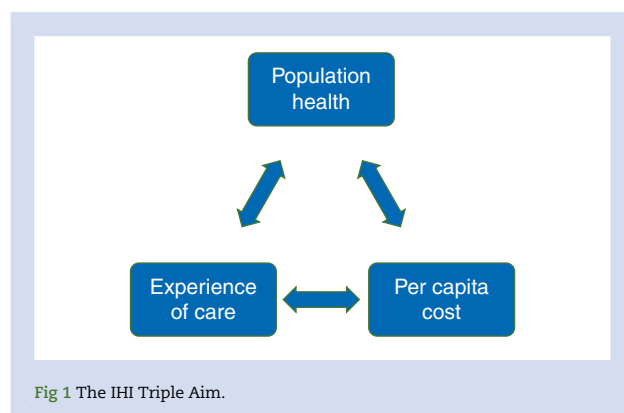 Population
health
Experience
of care
Per capita
cost
Fig 1 The IHI Triple Aim.